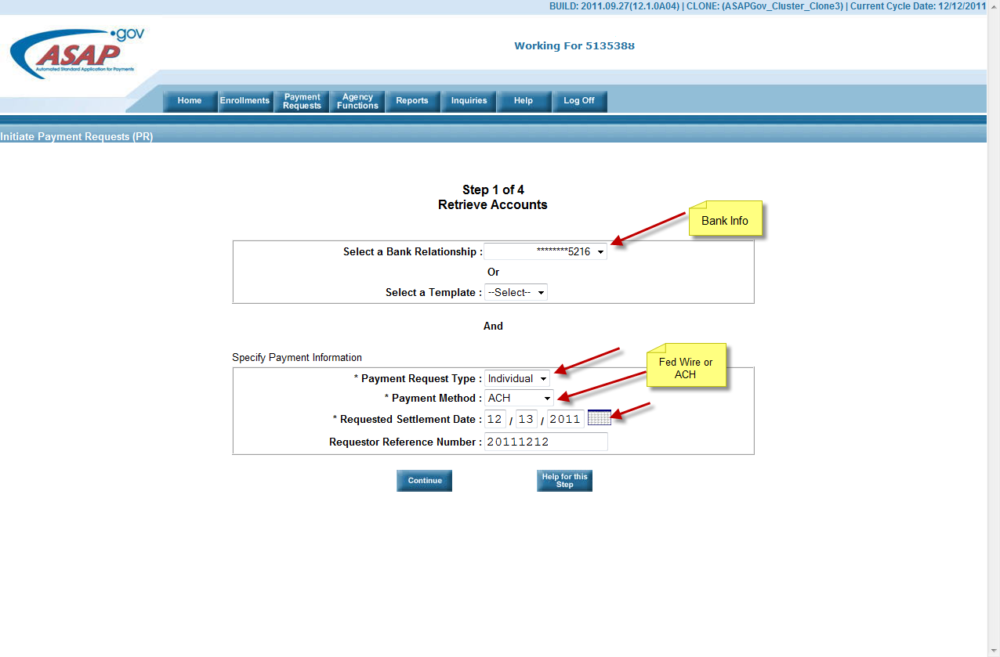 BUILD: 2011.09.27(12.1.0A04) | CLONE: (ASAPGov_Cluster_Clone3) | Current Cycle Date: 12/12/2011
ASAP.gov
Automated Standard Application for Payments
Working For 5135388
Home
Enrollments
Payment
Requests
Agency
Functions
Reports
Inquiries
Help
Log Off
Initiate Payment Requests (PR)
Step 1 of 4
Retrieve Accounts
Bank Info
Select a Bank Relationship : ********5216
Or
Select a Template : --Select--
And
Specify Payment Information
Fed Wire or
ACH
* Payment Request Type : Individual
* Payment Method : ACH
* Requested Settlement Date : 12 / 13 / 2011
Requestor Reference Number : 20111212
Continue
Help for this
Step